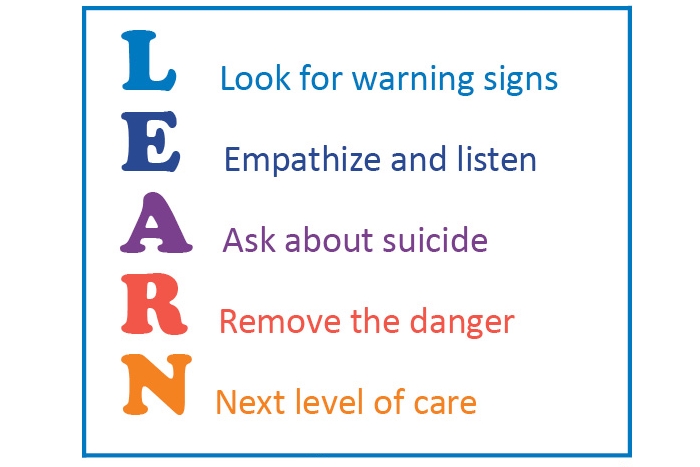 L Look for warning signs
E Empathize and listen
A Ask about suicide
R Remove the danger
N Next level of care